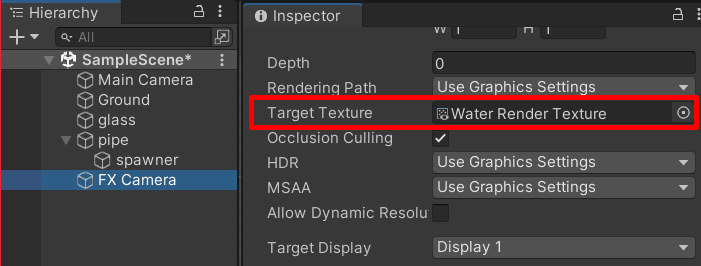 Hierarchy
All
SampleScene*
Main Camera
Ground
glass
pipe
spawner
FX Camera
Inspector
W 1 H 1
Depth 0
Rendering Path Use Graphics Settings
Target Texture Water Render Texture
Occlusion Culling
HDR Use Graphics Settings
MSAA Use Graphics Settings
Allow Dynamic Resolu
Target Display Display 1